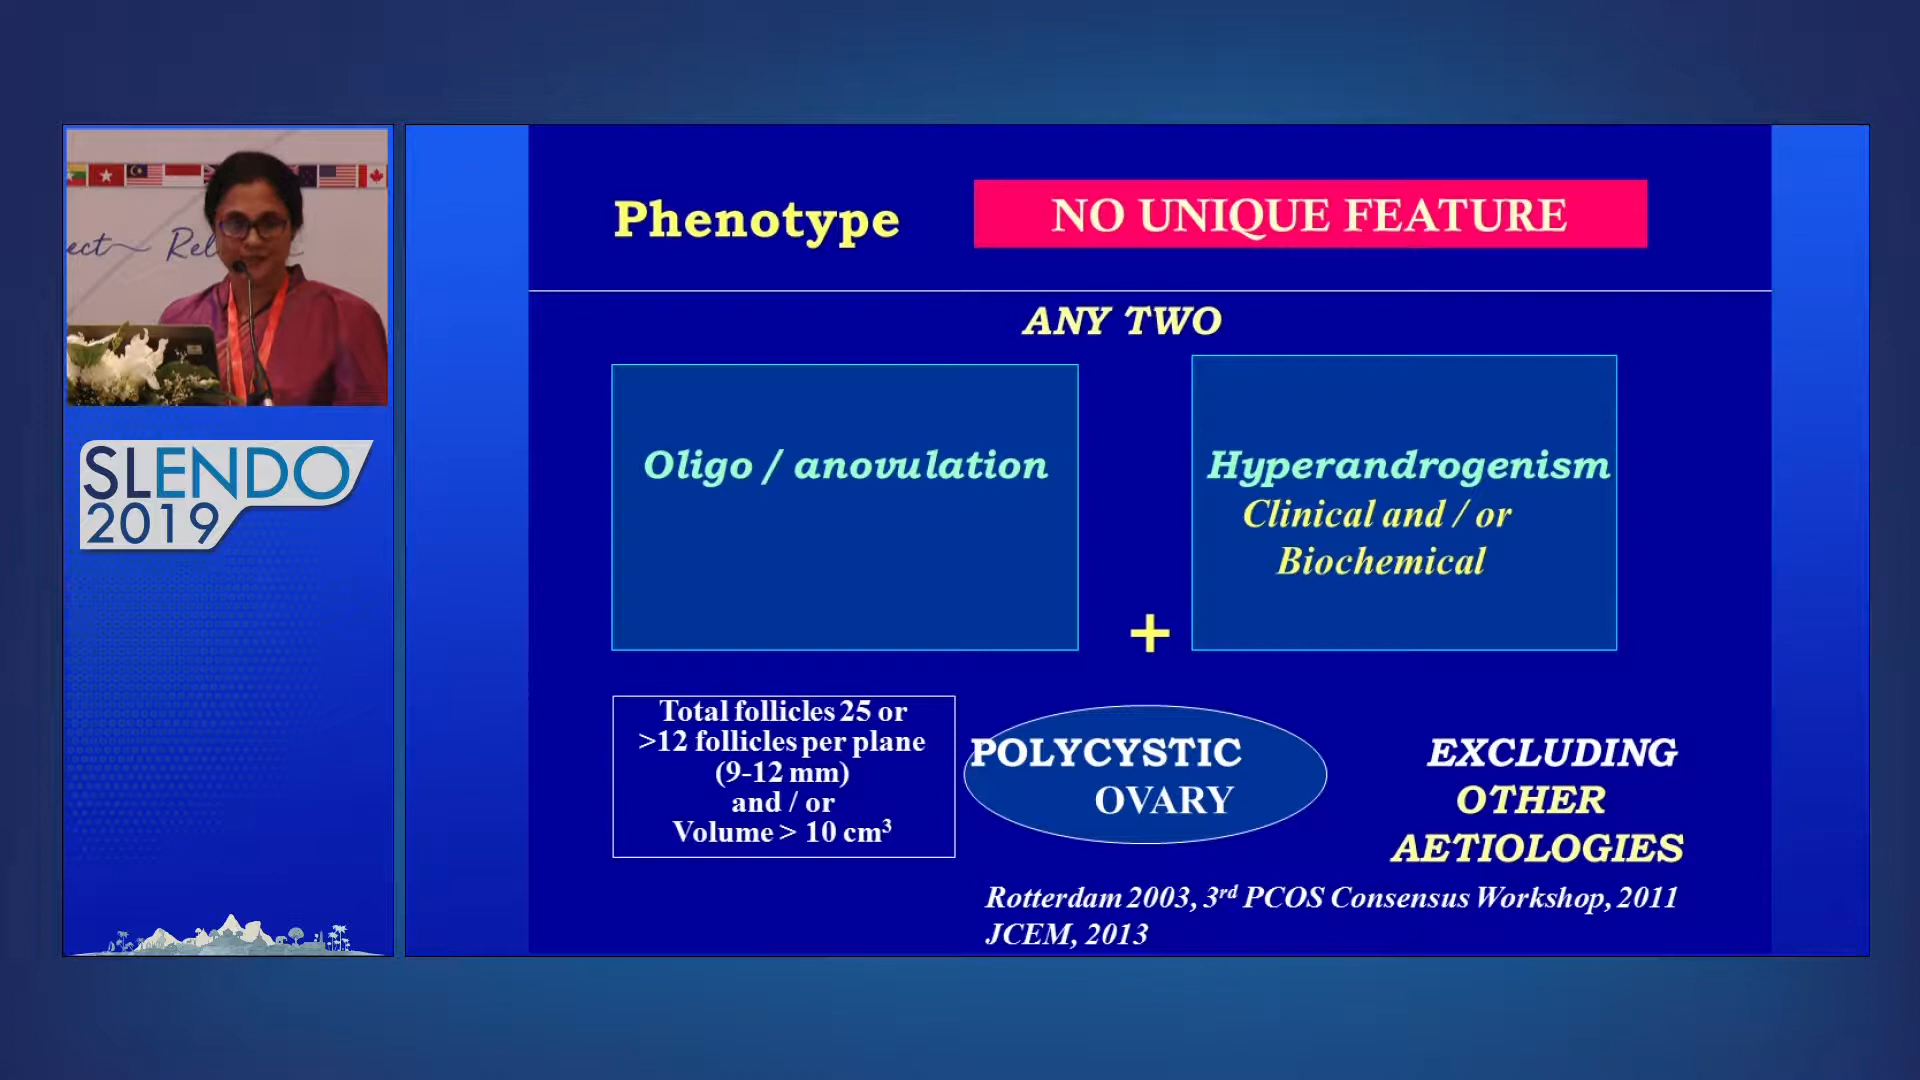 ect Rel
SLENDO
2019
Phenotype
NO UNIQUE FEATURE
ANY TWO
Oligo / anovulation
Hyperandrogenism
Clinical and / or
Biochemical
+
Total follicles 25 or
>12 follicles per plane
(9-12 mm)
and / or
Volume > 10 cm³
POLYCYSTIC
OVARY
EXCLUDING
OTHER
AETIOLOGIES
Rotterdam 2003, 3rd PCOS Consensus Workshop, 2011
JCEM, 2013